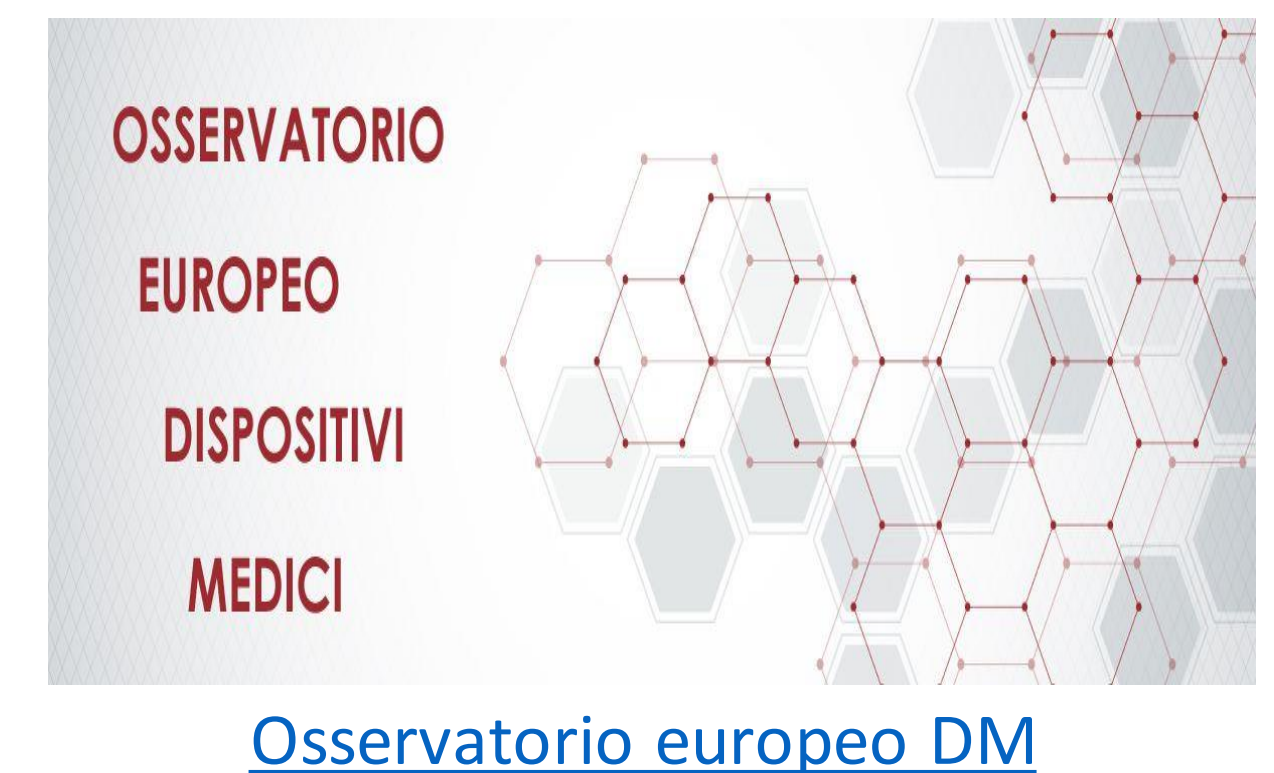 OSSERVATORIO
EUROPEO
DISPOSITIVI
MEDICI
Osservatorio europeo DM